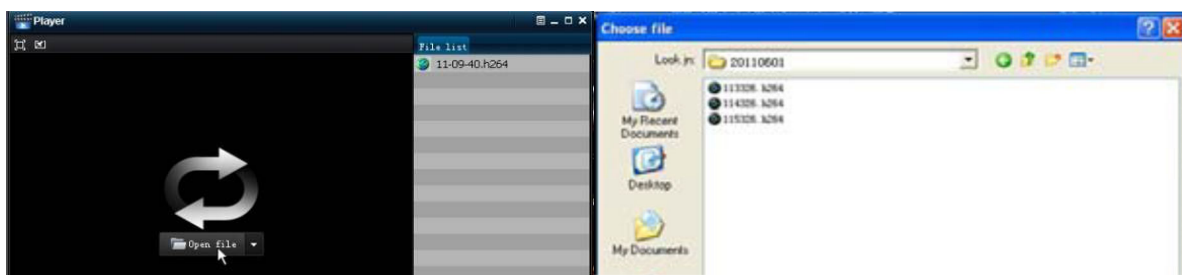 Player
File list
11-09-40.h264
Open file
Choose file
Look in:
20110601
113328.h264
114328.h264
115328.h264
My Recent
Documents
Desktop
My Documents